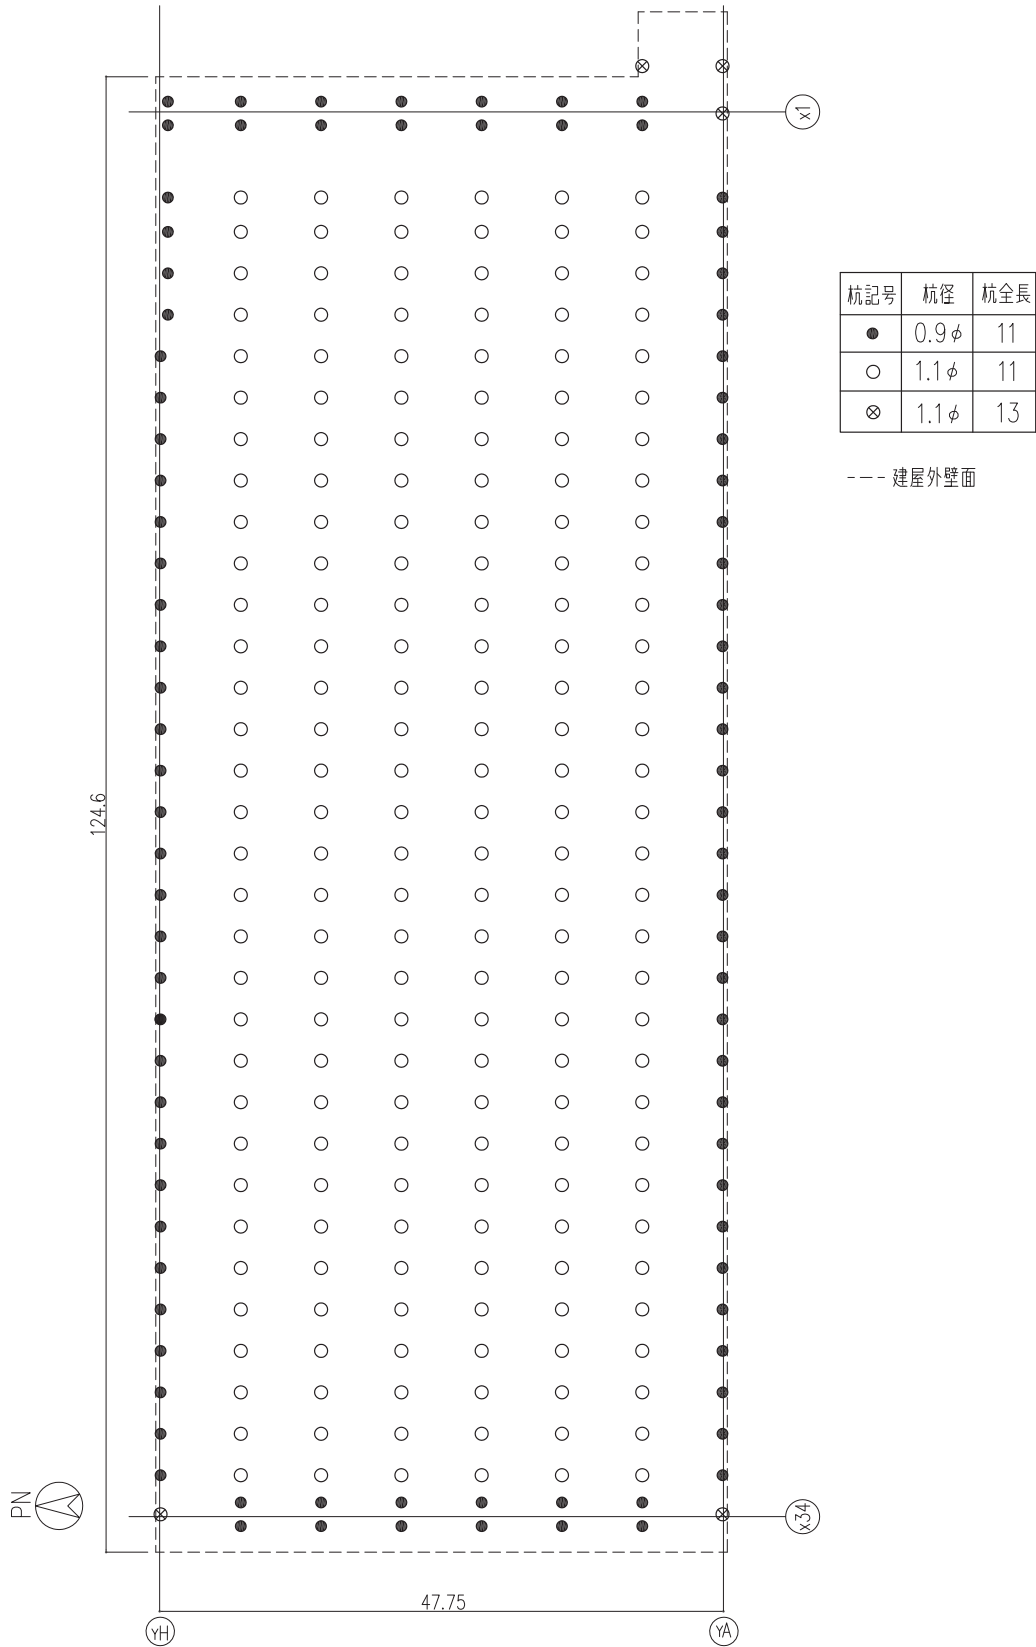 x1
杭記号 杭径 杭全長
0.9φ 11
1.1φ 11
1.1φ 13
--- 建屋外壁面
124.6
PN
x34
47.75
YH
YA